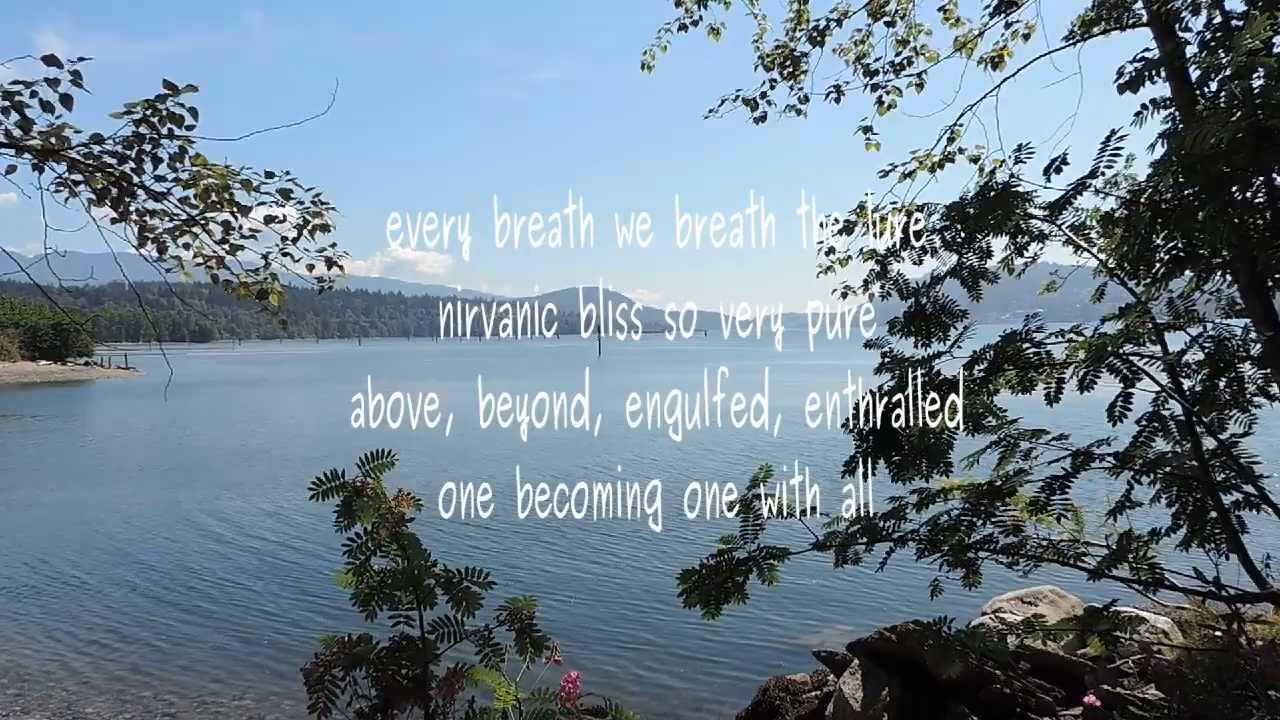 every breath we breath the lure
nirvanic bliss so very pure
above, beyond, engulfed, enthralled
one becoming one with all